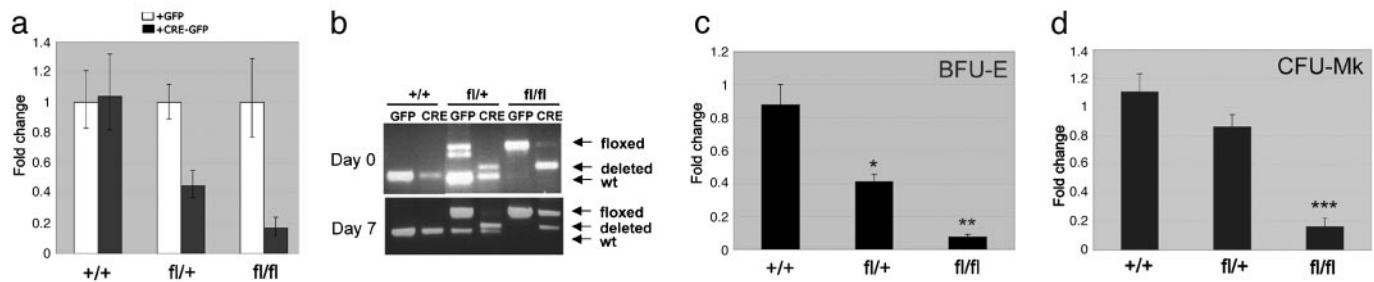 a
+GFP
+CRE-GFP
Fold change
1.4
1.2
1
0.8
0.6
0.4
0.2
0
+/+ fl/+ fl/fl
b
+/+ fl/+ fl/fl
GFP CRE GFP CRE GFP CRE
Day 0
floxed
deleted
wt
Day 7
floxed
deleted
wt
c
BFU-E
Fold change
1.2
1
0.8
0.6
0.4
0.2
0
*
**
+/+ fl/+ fl/fl
d
CFU-Mk
Fold change
1.4
1.2
1
0.8
0.6
0.4
0.2
0
***
+/+ fl/+ fl/fl